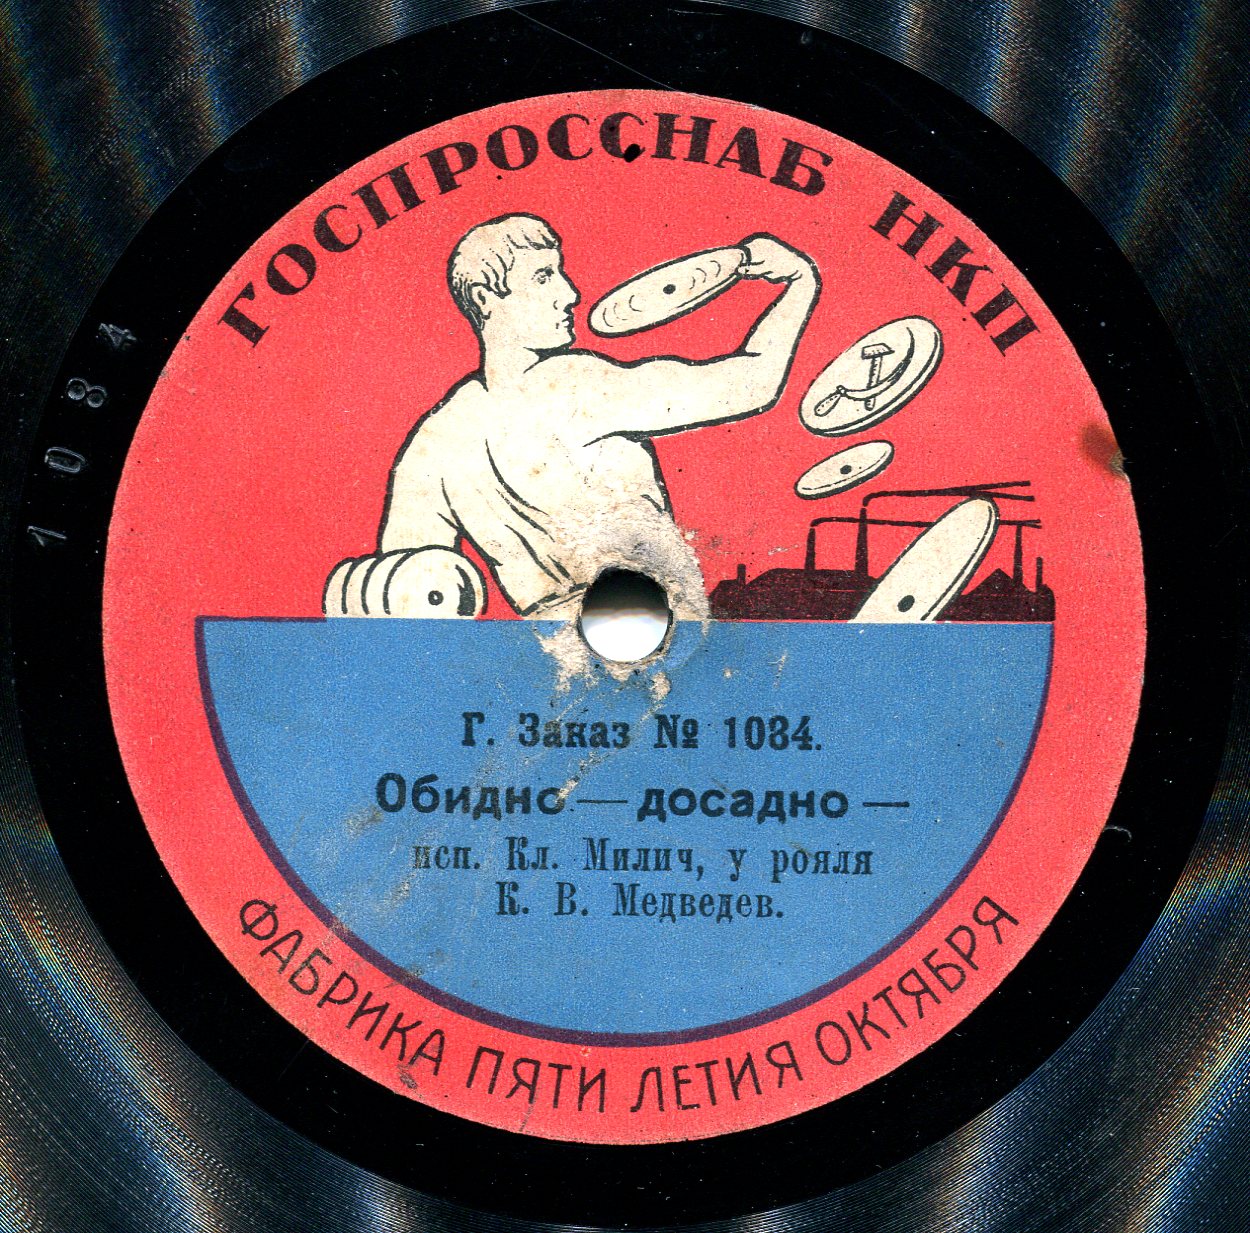 ГОСПРОССНАБ НКП
1084
Г. Заказ № 1084.
Обидно — досадно —
исп. Кл. Милич, у рояля
К. В. Медведев.
ФАБРИКА ПЯТИ ЛЕТИЯ ОКТЯБРЯ